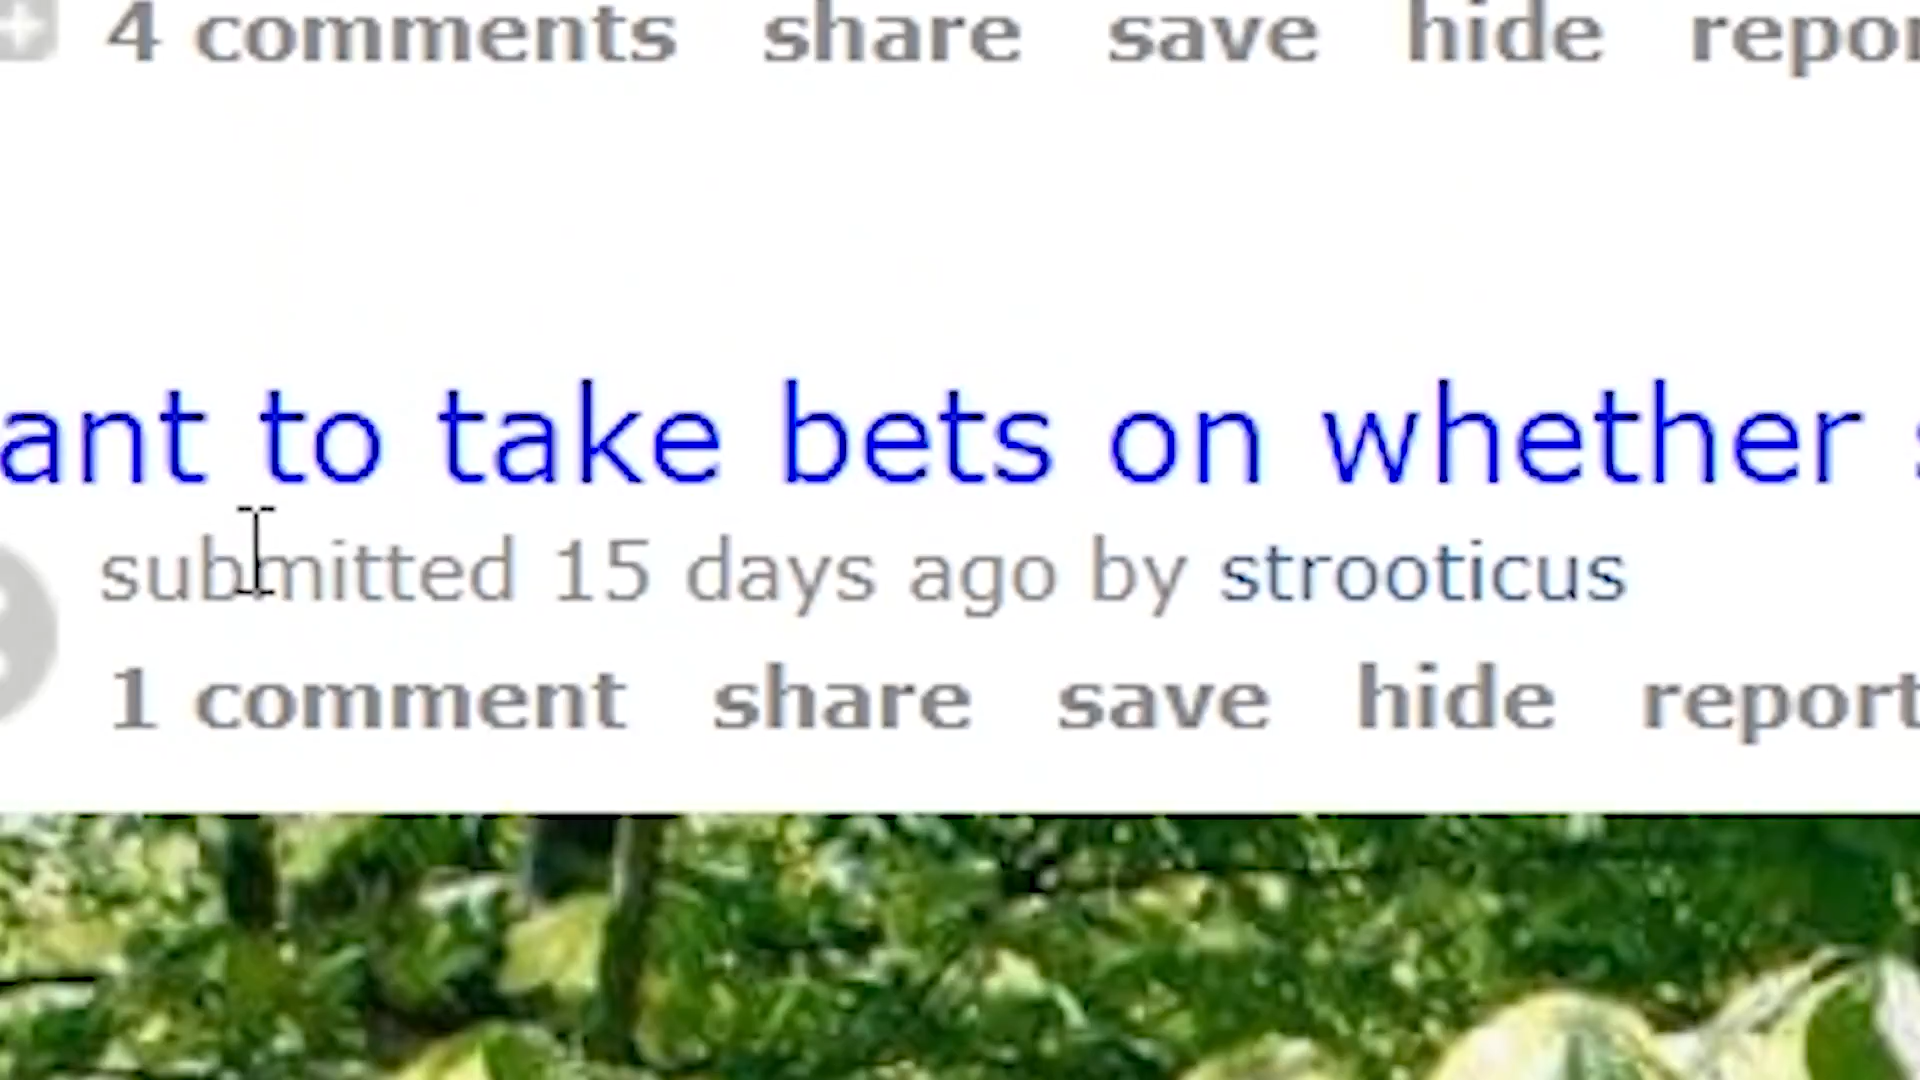 4 comments share save hide repor
ant to take bets on whether
submitted 15 days ago by strooticus
1 comment share save hide report